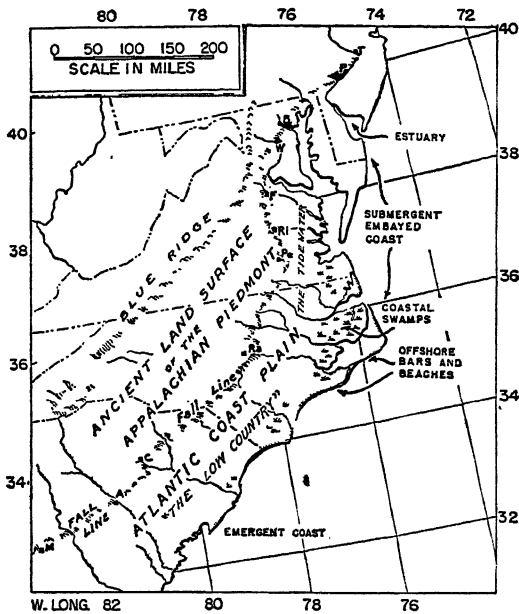 80
78
76
74
72
40
0 50 100 150 200
SCALE IN MILES
ESTUARY
40
38
SUBMERGENT
EMBAYED
COAST
BLUE RIDGE
ANCIENT LAND SURFACE
OF THE
APPALACHIAN PIEDMONT
RI
THE TIDEWATER
38
36
COASTAL
SWAMPS
OFFSHORE
BARS AND
BEACHES
36
Fall Line
ATLANTIC COAST PLAIN
"THE LOW COUNTRY"
34
34
32
FALL
LINE
EMERGENT COAST
W. LONG. 82
80
78
76